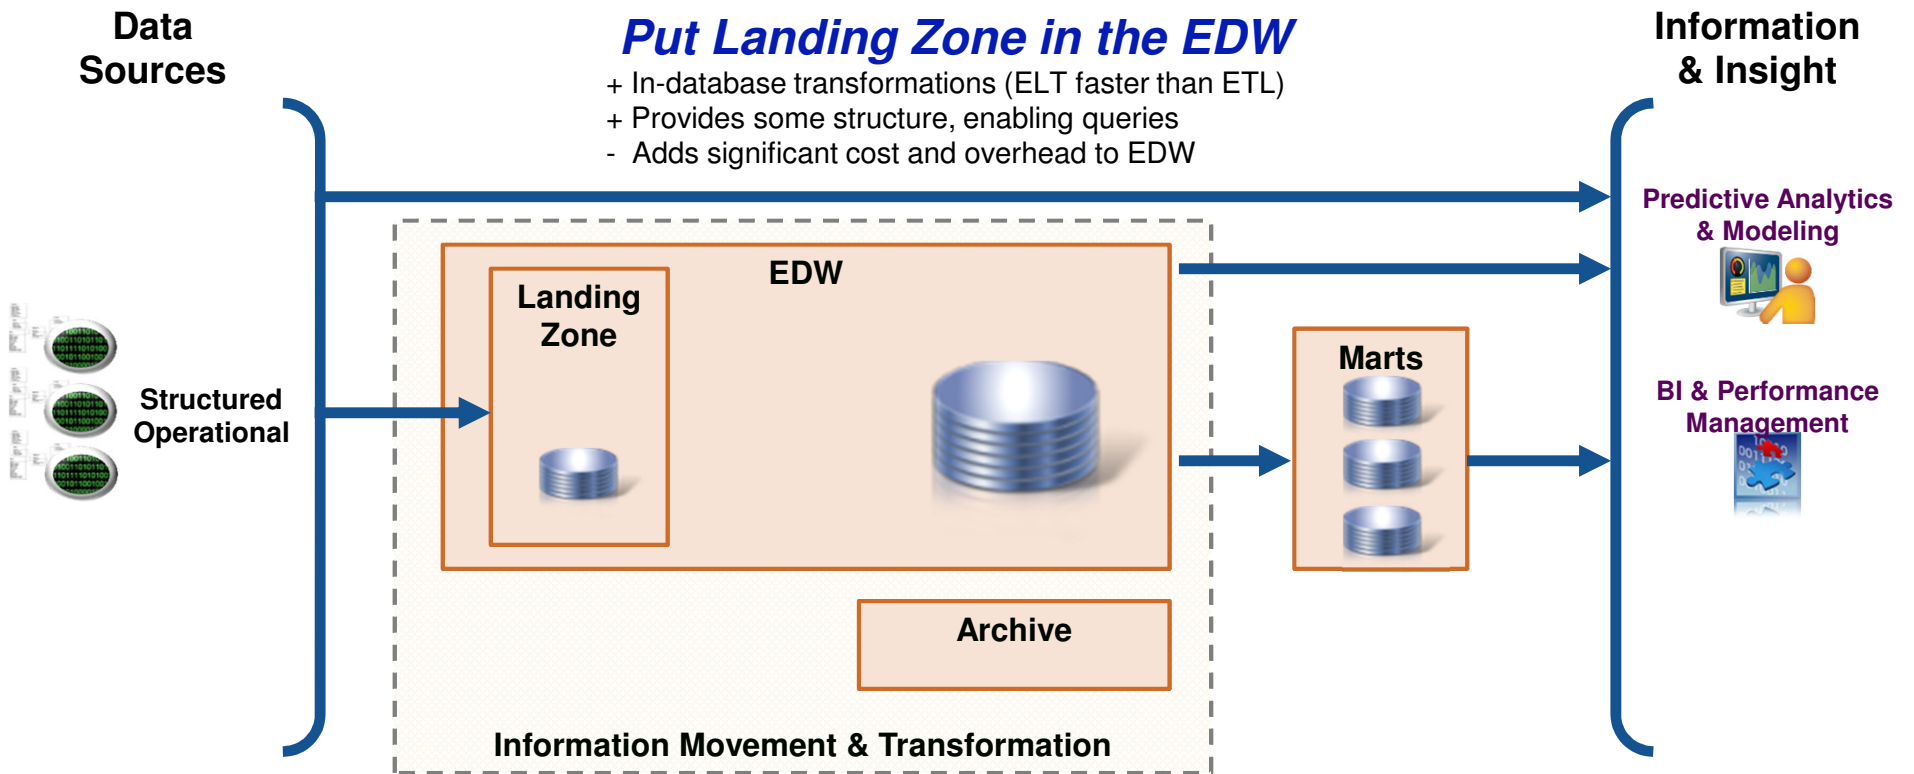 Data
Sources
Put Landing Zone in the EDW
+ In-database transformations (ELT faster than ETL)
+ Provides some structure, enabling queries
- Adds significant cost and overhead to EDW
Information
& Insight
Predictive Analytics
& Modeling
EDW
Landing
Zone
Marts
Structured
Operational
BI & Performance
Management
Archive
Information Movement & Transformation